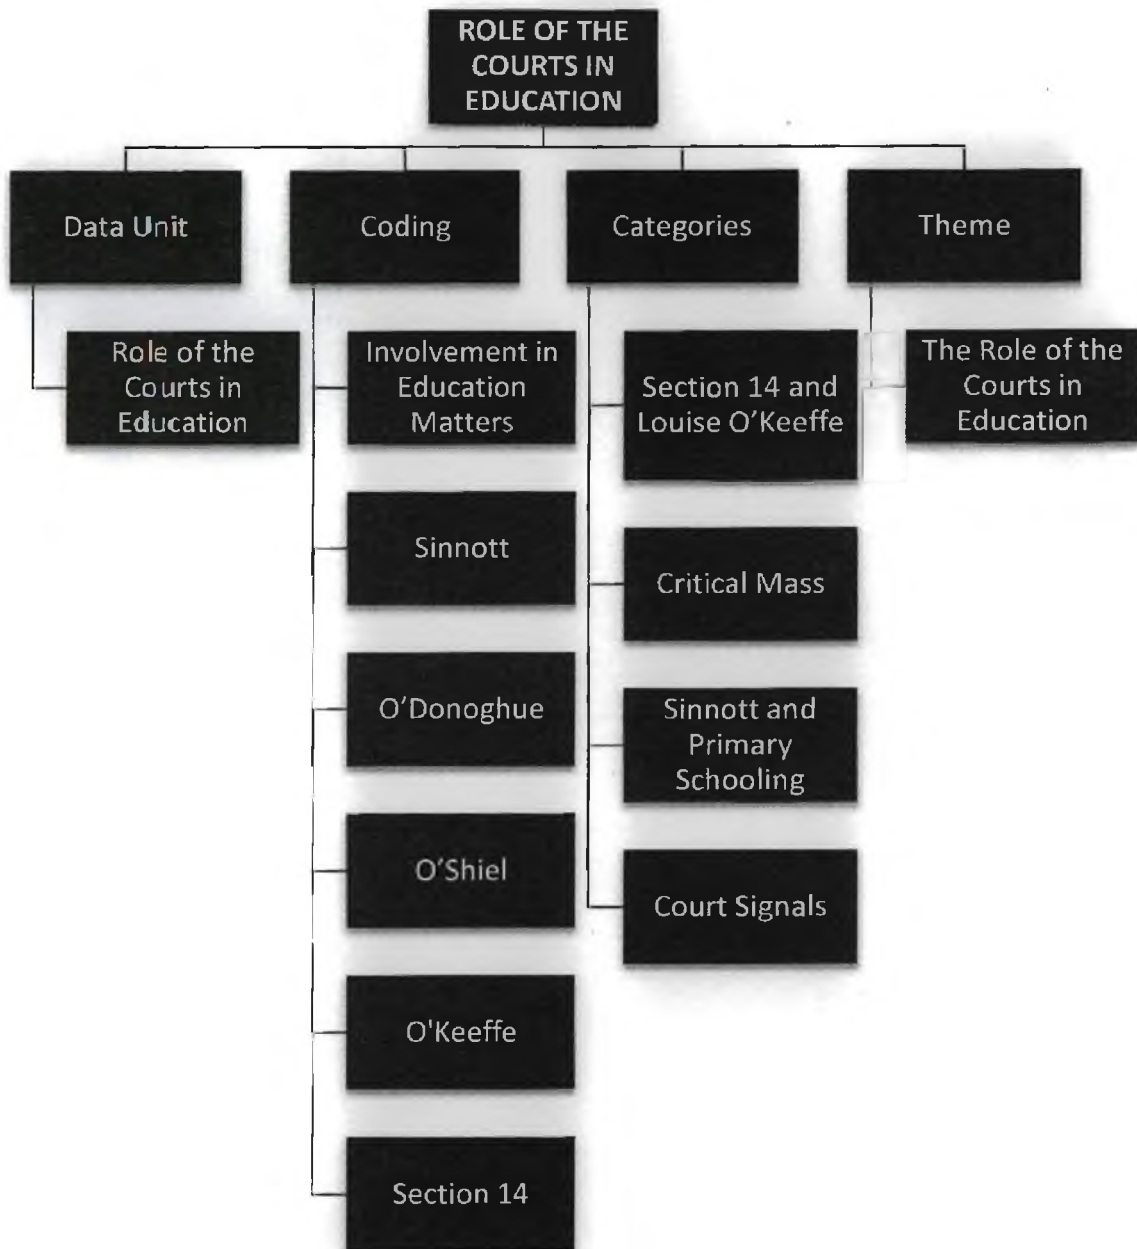 ROLE OF THE
COURTS IN
EDUCATION
Data Unit
Coding
Categories
Theme
Role of the
Courts in
Education
Involvement in
Education
Matters
Sinnott
O'Donoghue
O'Shiel
O'Keeffe
Section 14
Section 14 and
Louise O'Keeffe
Critical Mass
Sinnott and
Primary
Schooling
Court Signals
The Role of the
Courts in
Education